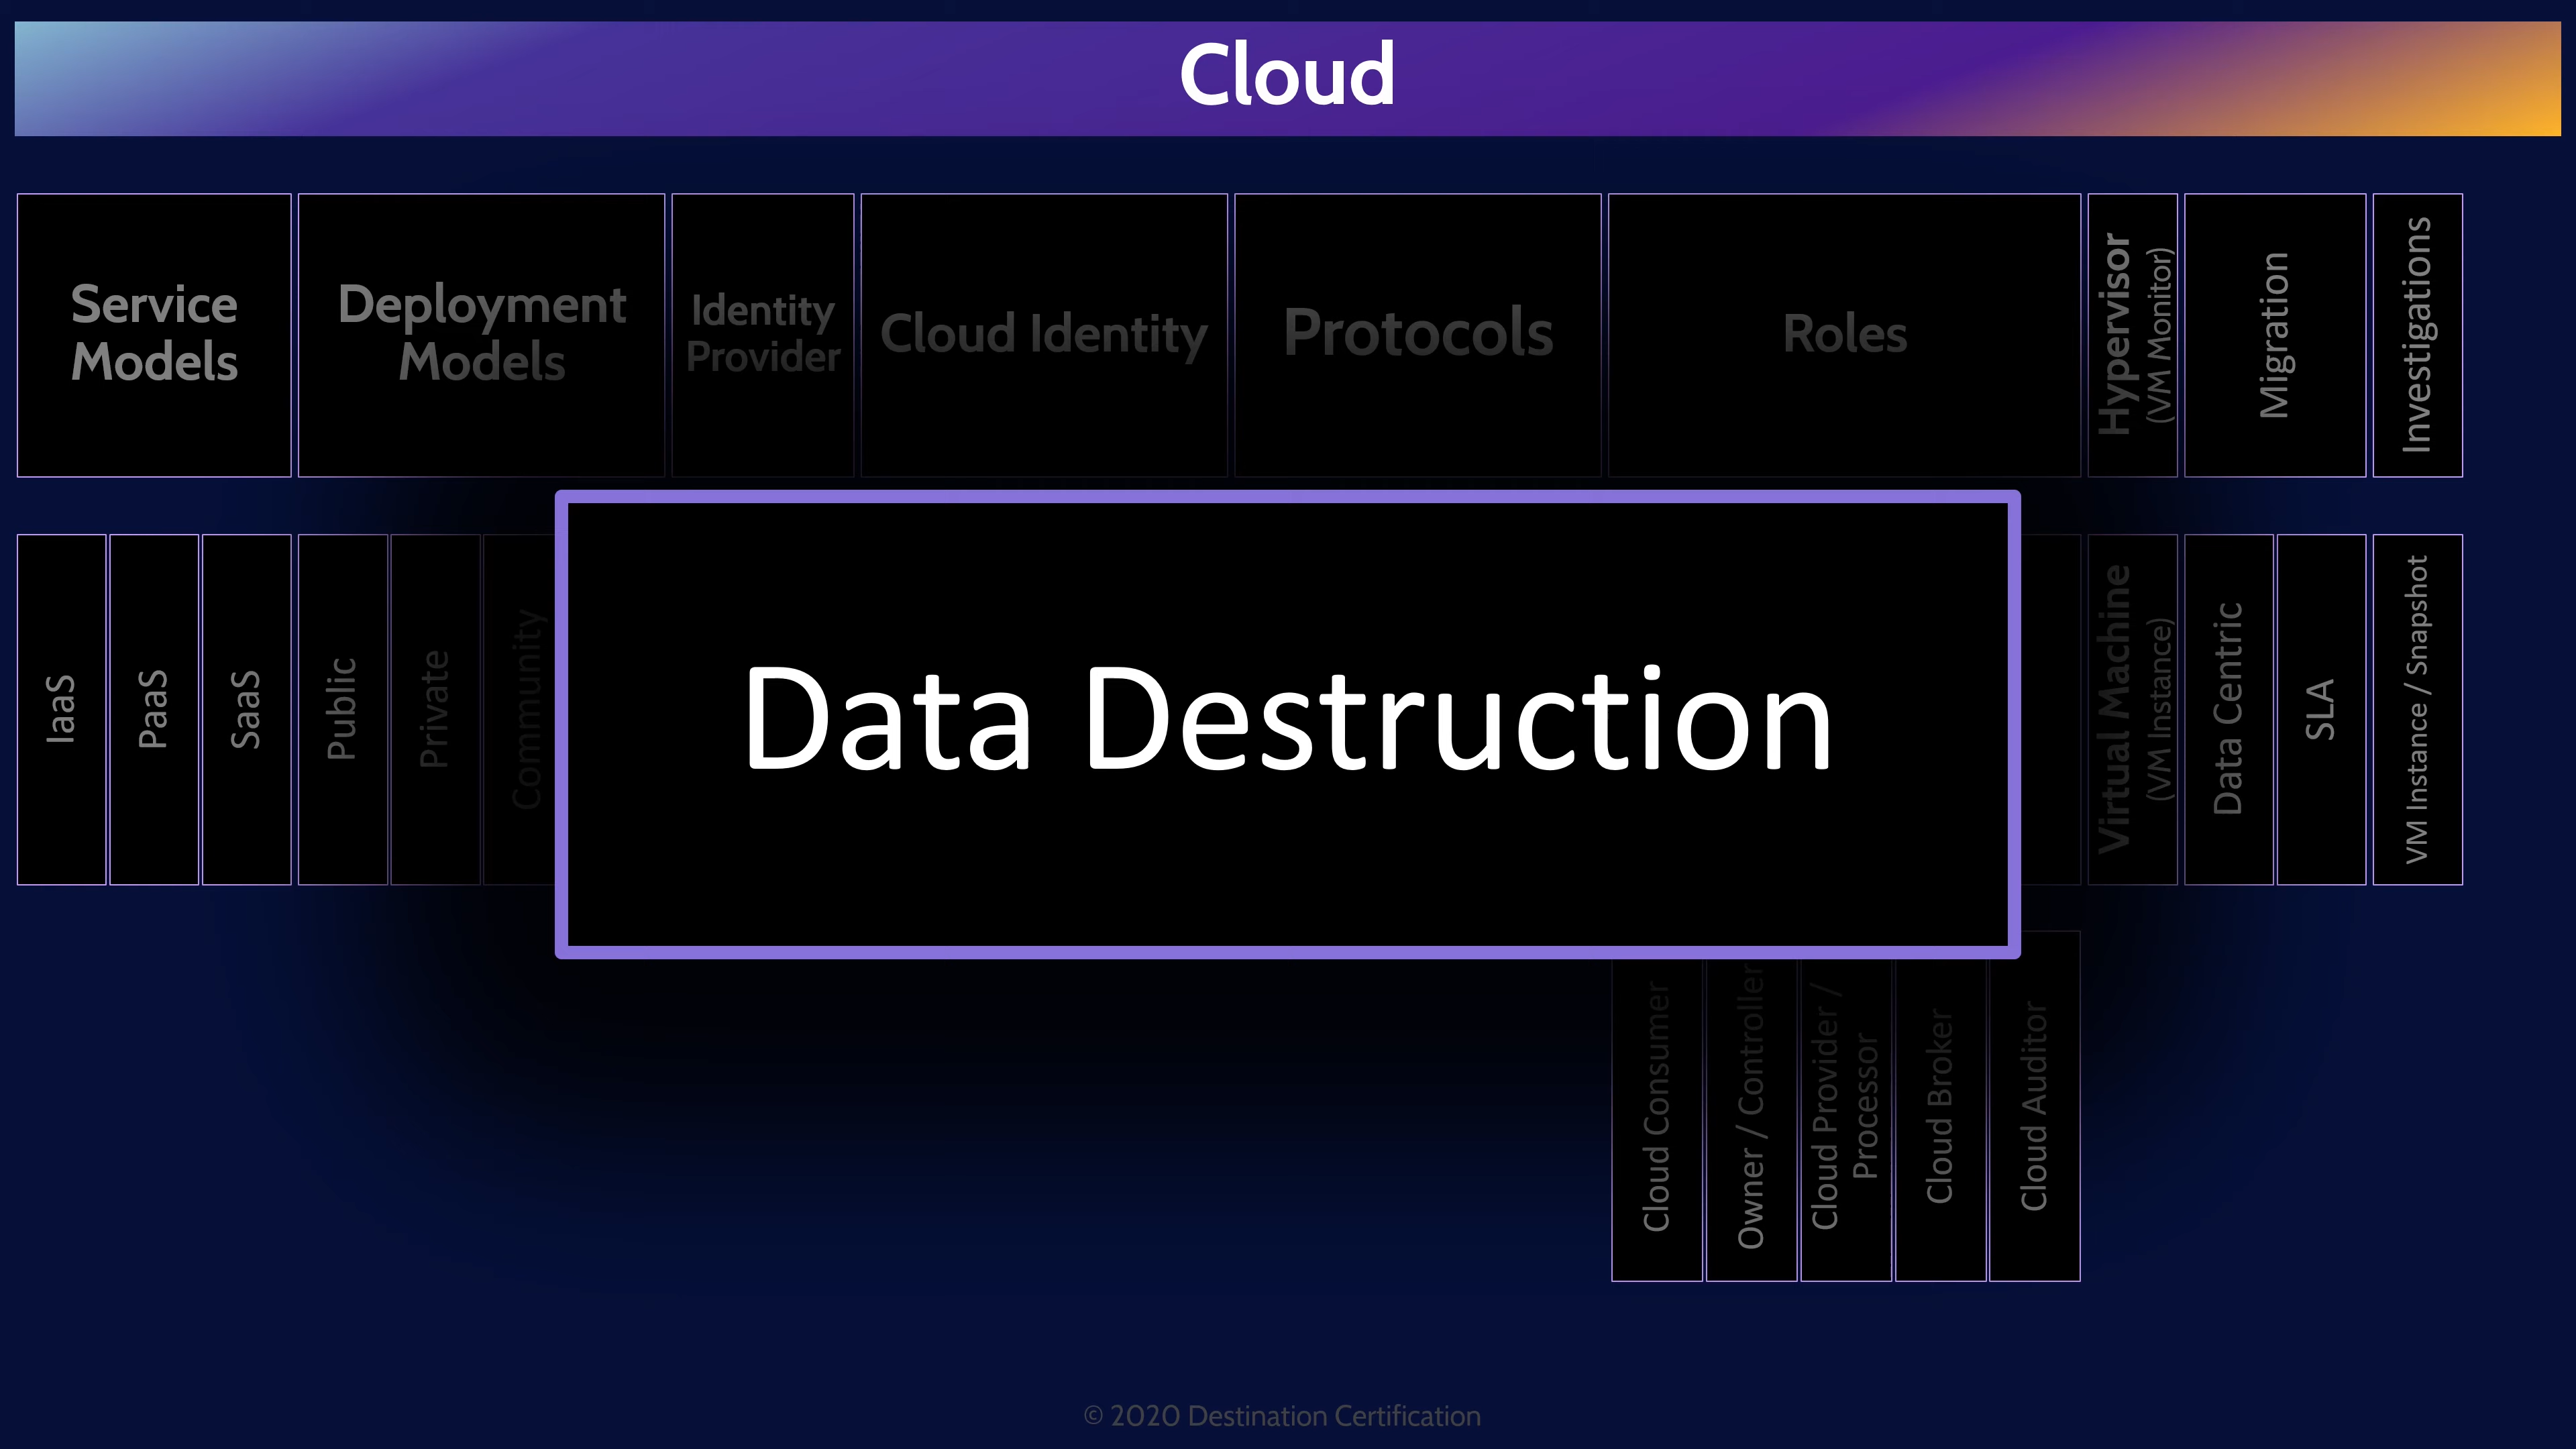 Cloud
Service
Models
Deployment
Models
Identity
Provider
Cloud Identity
Protocols
Roles
Hypervisor
(VM Monitor)
Migration
Investigations
IaaS
PaaS
SaaS
Public
Private
Community
Data Destruction
Virtual Machine
(VM Instance)
Data Centric
SLA
VM Instance / Snapshot
Cloud Consumer
Owner / Controller
Cloud Provider /
Processor
Cloud Broker
Cloud Auditor
© 2020 Destination Certification